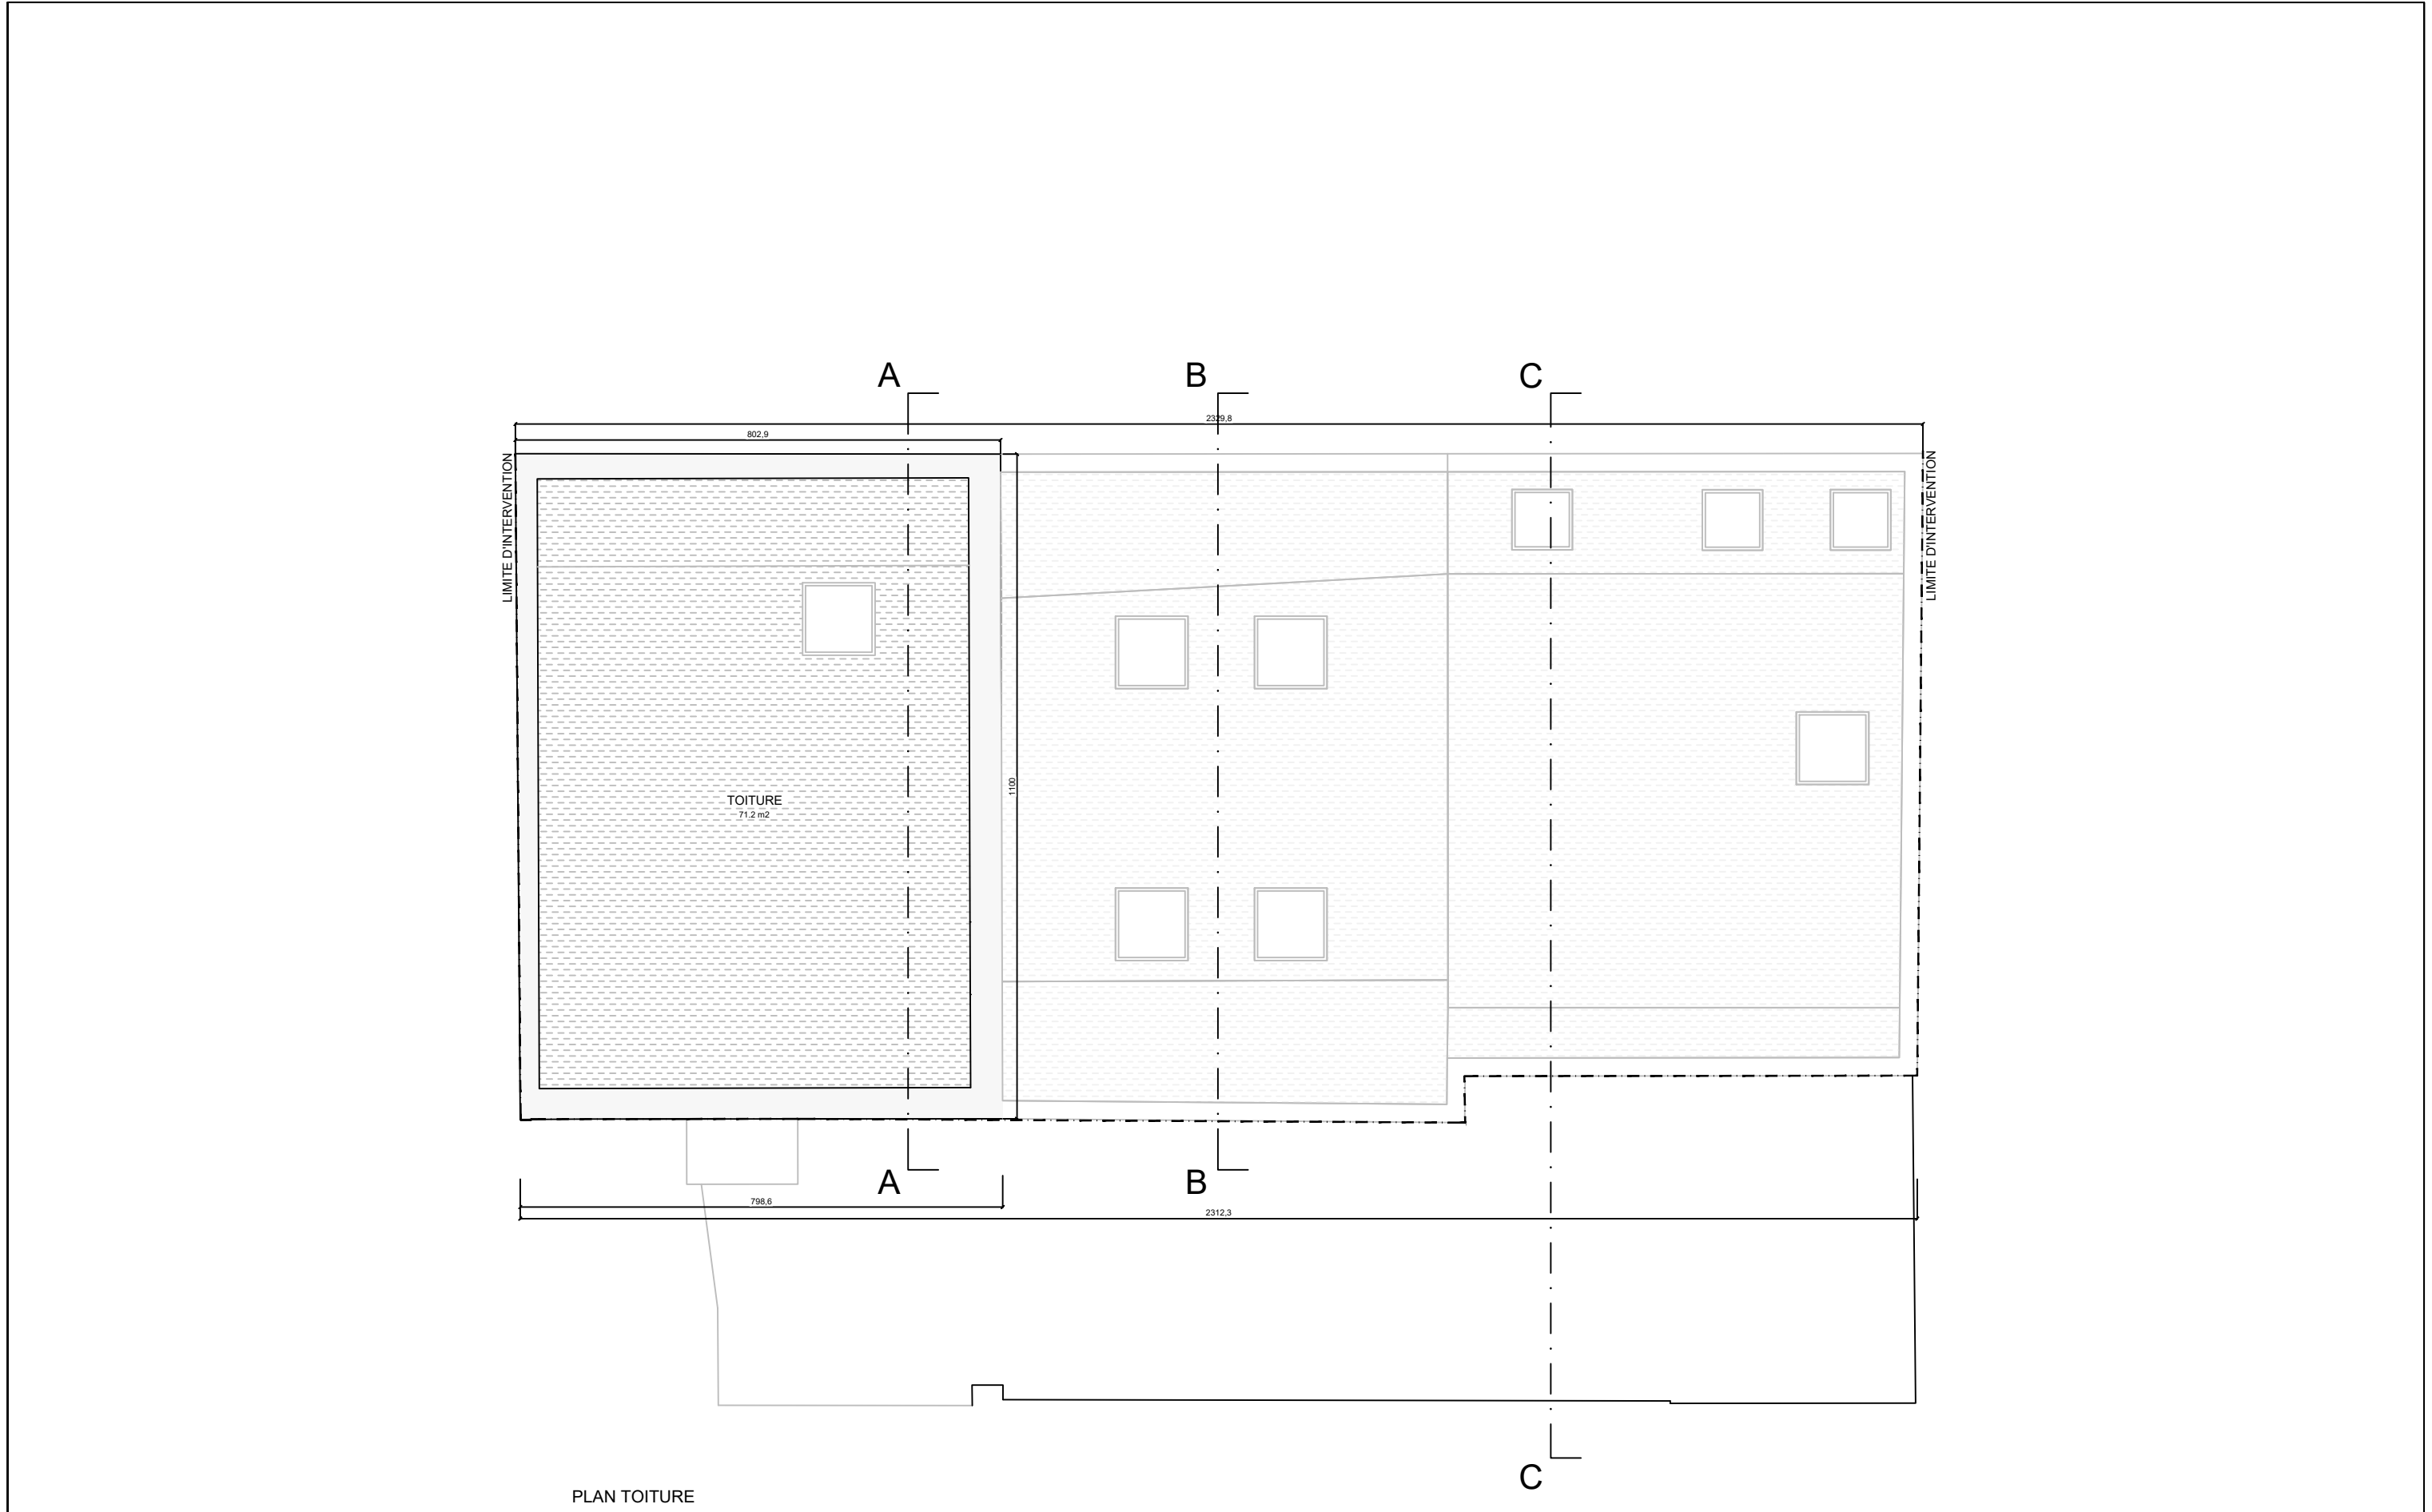 A
B
C
2329,8
802,9
LIMITE D'INTERVENTION
LIMITE D'INTERVENTION
1100
TOITURE
71.2 m2
A
B
798,6
2312,3
C
PLAN TOITURE